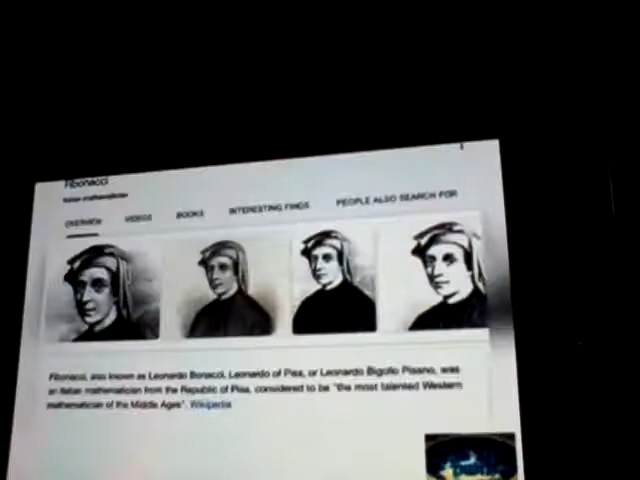 Fibonacci
Italian mathematician
OVERVIEW VIDEOS BOOKS INTERESTING FINDS PEOPLE ALSO SEARCH FOR
Fibonacci, also known as Leonardo Bonacci, Leonardo of Pisa, or Leonardo Bigollo Pisano, was
an Italian mathematician from the Republic of Pisa, considered to be "the most talented Western
mathematician of the Middle Ages". Wikipedia